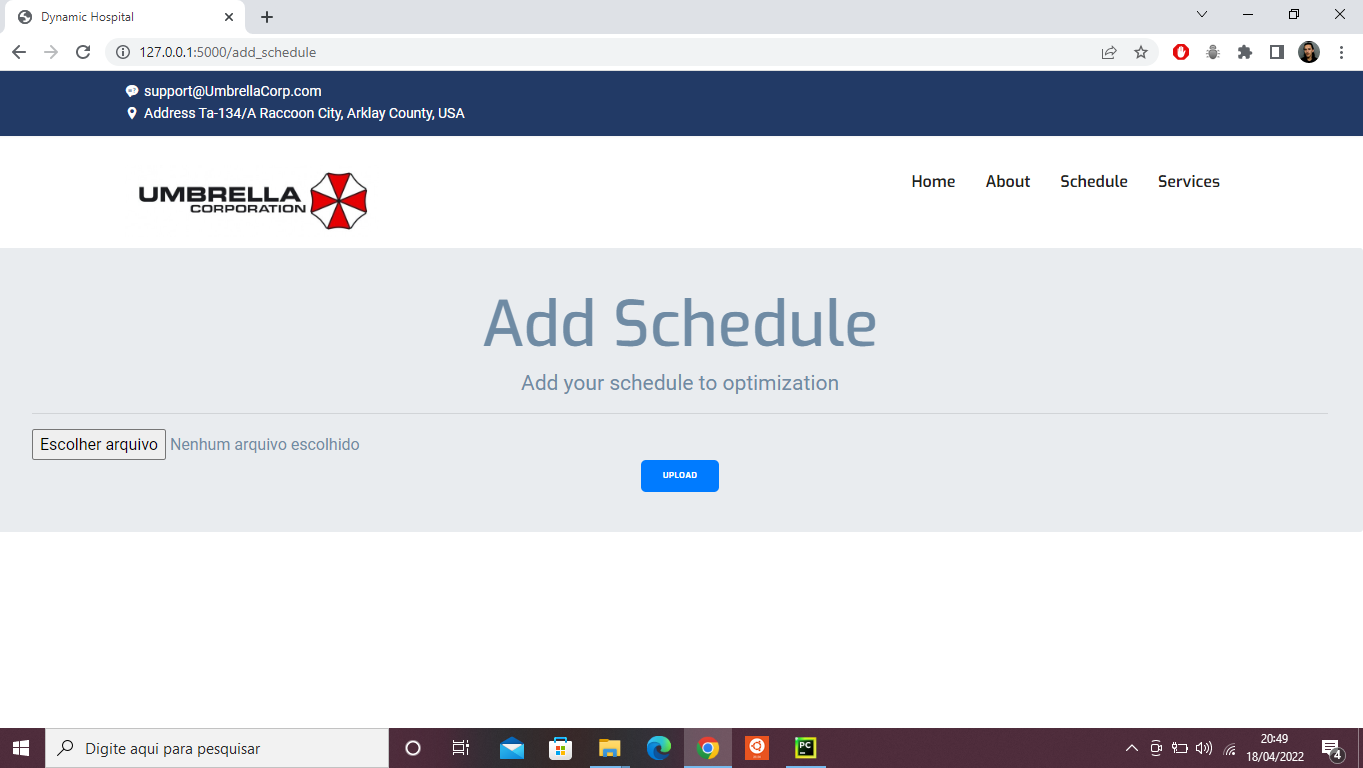 Dynamic Hospital
127.0.0.1:5000/add_schedule
support@UmbrellaCorp.com
Address Ta-134/A Raccoon City, Arklay County, USA
UMBRELLA
CORPORATION
Home About Schedule Services
Add Schedule
Add your schedule to optimization
Escolher arquivo Nenhum arquivo escolhido
UPLOAD
Digite aqui para pesquisar
PC
20:49
18/04/2022
4